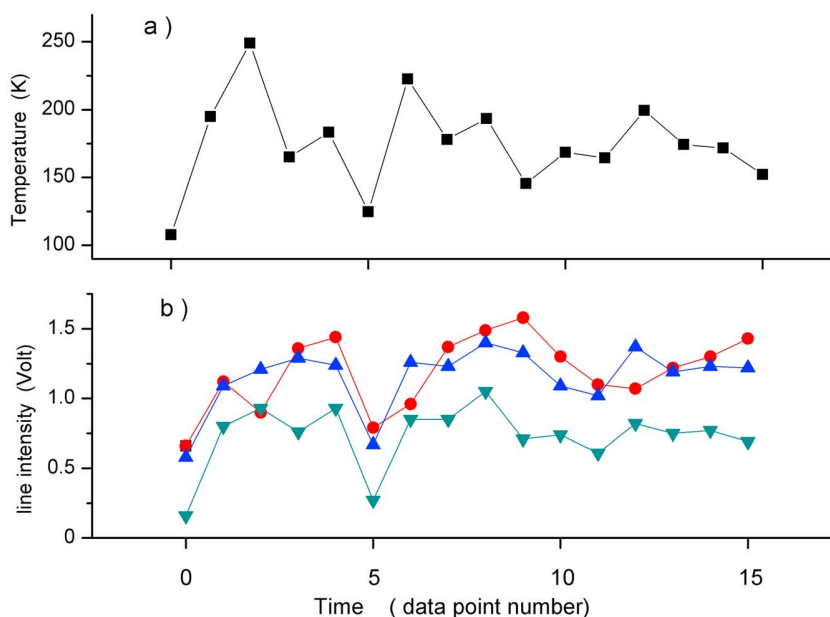 a )
250
200
150
100
Temperature (K)
b )
1.5
1.0
0.5
0
line intensity (Volt)
0 5 10 15
Time ( data point number)